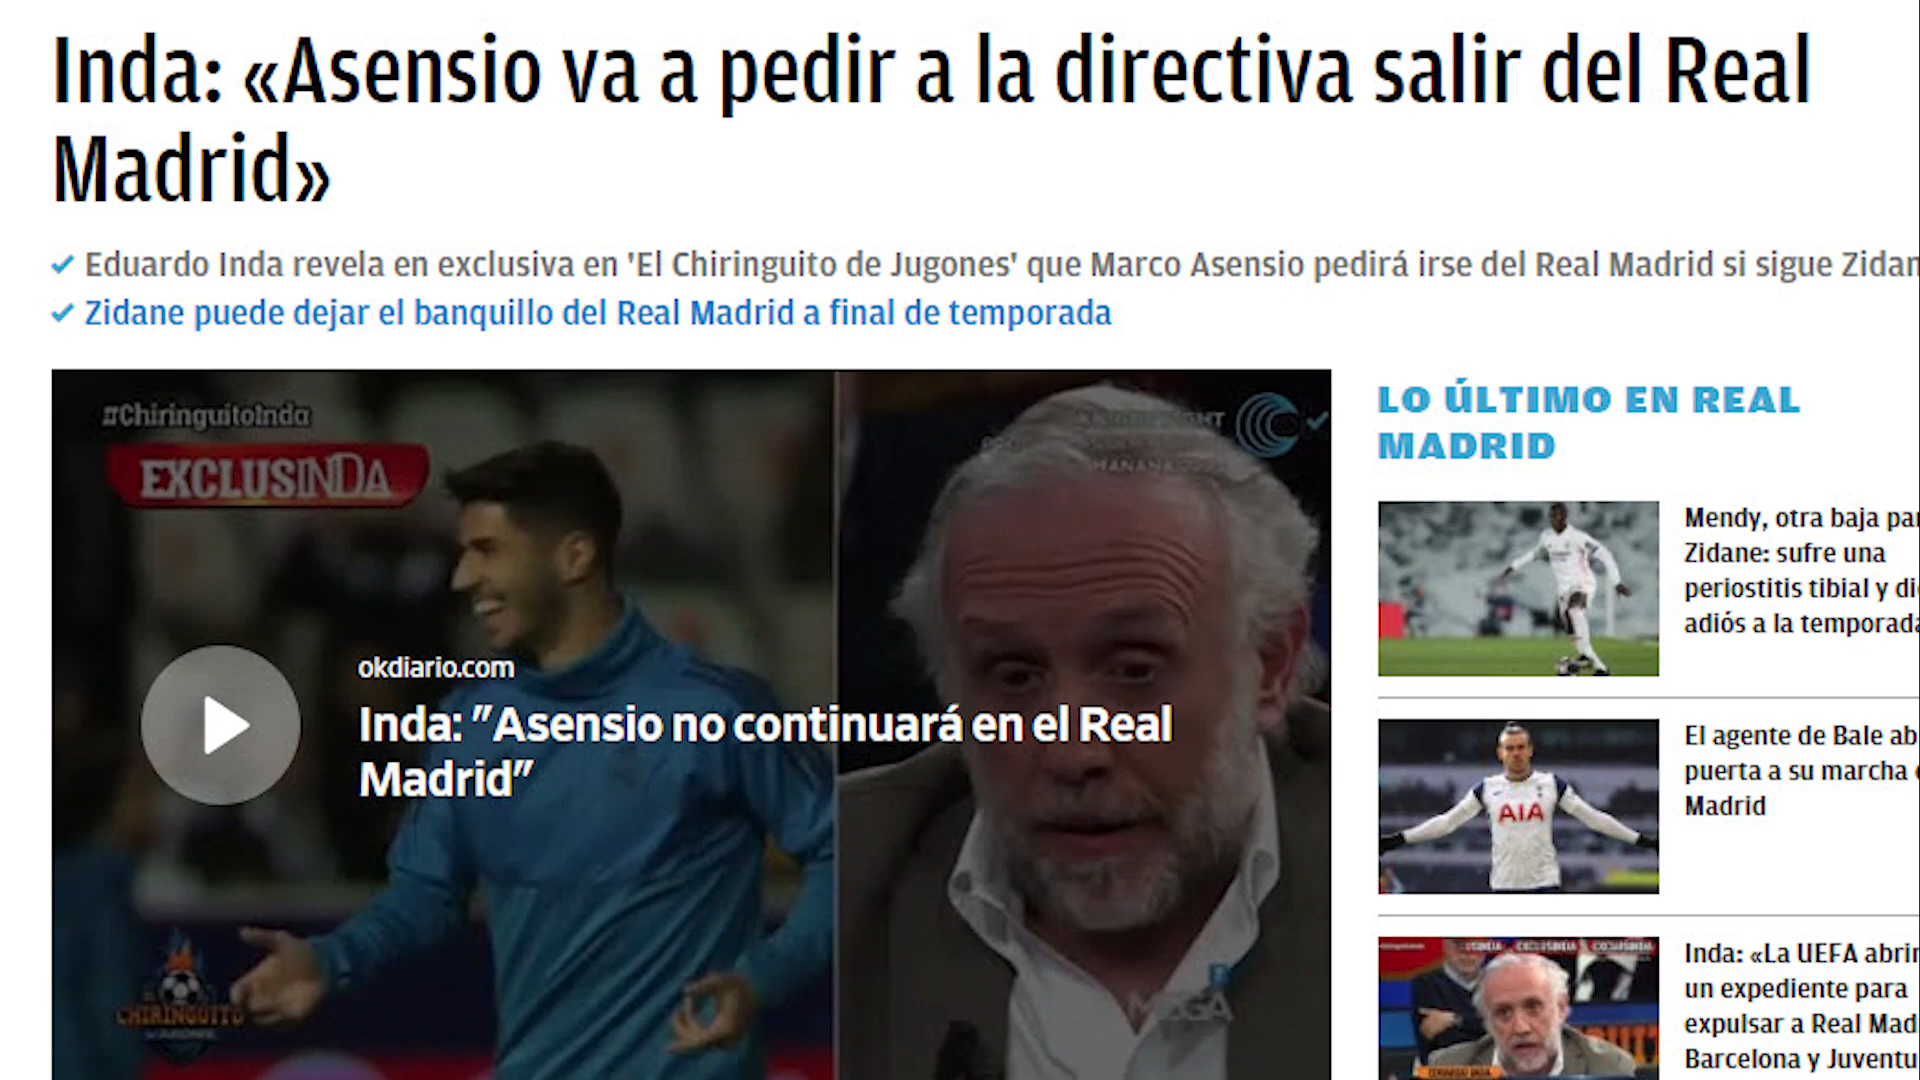 Inda: «Asensio va a pedir a la directiva salir del Real
Madrid»
Eduardo Inda revela en exclusiva en 'El Chiringuito de Jugones' que Marco Asensio pedirá irse del Real Madrid si sigue Zidan
Zidane puede dejar el banquillo del Real Madrid a final de temporada
#ChiringuitoInda
EXCLUSINDA
okdiario.com
Inda: "Asensio no continuará en el Real
Madrid"
CHIRINGUITO
MEGA
LO ÚLTIMO EN REAL
MADRID
Mendy, otra baja par
Zidane: sufre una
periostitis tibial y di
adiós a la temporada
AIA
El agente de Bale ab
puerta a su marcha
Madrid
Inda: «La UEFA abrir
un expediente para
expulsar a Real Mad
Barcelona y Juventu